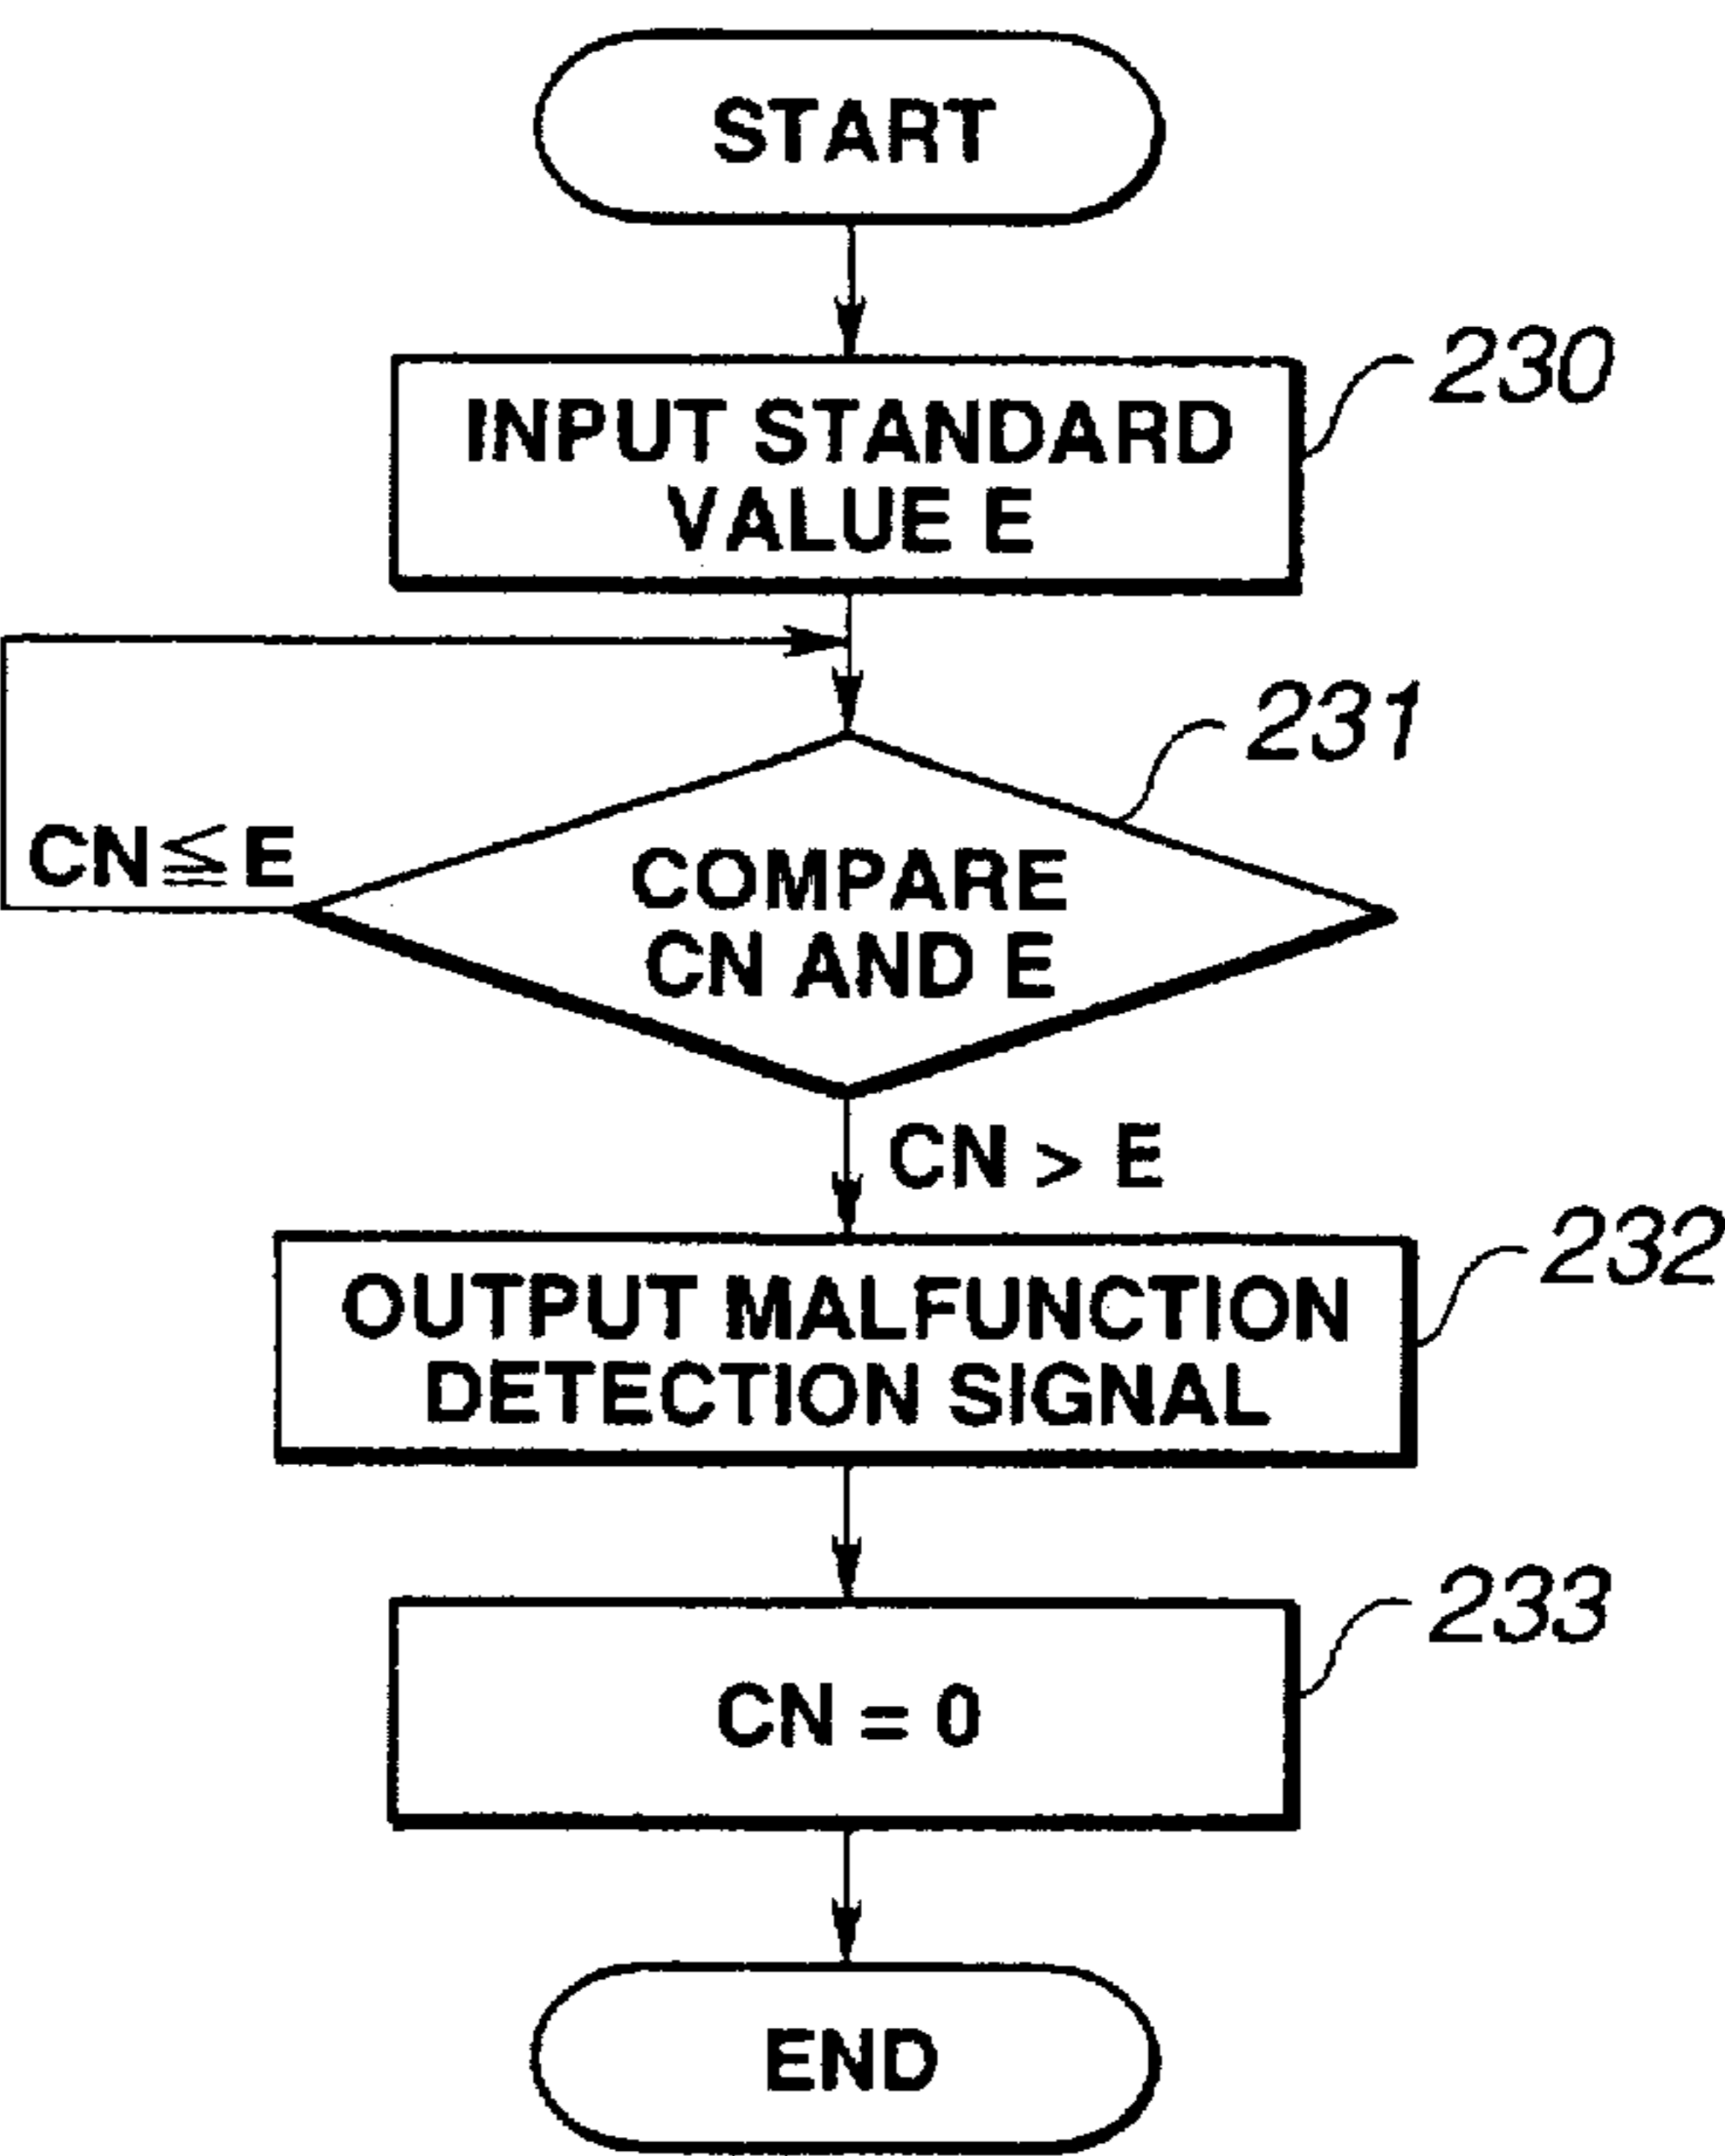 START
INPUT STANDARD
VALUE E
230
231
CN≦E
COMPARE
CN AND E
CN > E
OUTPUT MALFUNCTION
DETECTION SIGNAL
232
CN = 0
233
END